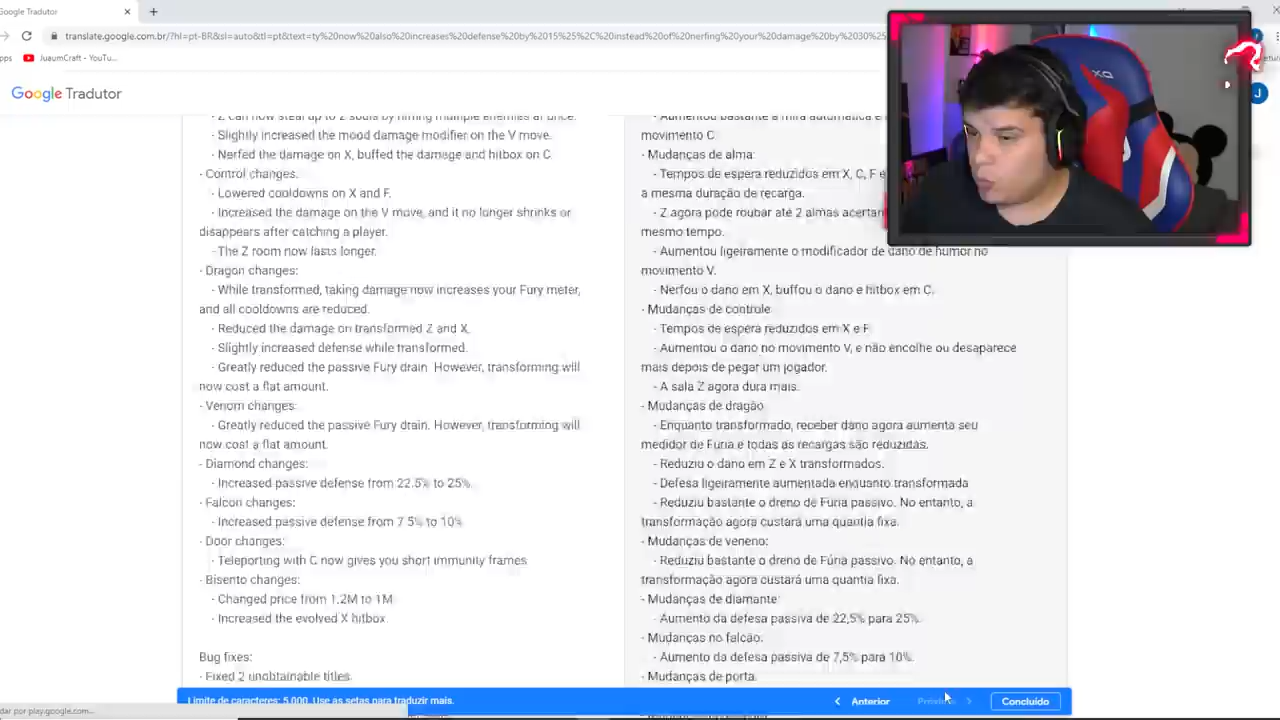 Google Tradutor
translate.google.com.br/?hl=pt-BR&sl=auto&tl=pt&text=ty%20now%20also%20increases%20defense%20by%2015%25%2C%20instead%20of%20nerfing%20your%20damage%20by%2030%
JuaumCraft - YouTu...
Google Tradutor
J
- Z can now steal up to 2 souls by hitting multiple enemies at once.
- Slightly increased the mood damage modifier on the V move.
- Nerfed the damage on X, buffed the damage and hitbox on C.
- Control changes.
- Lowered cooldowns on X and F.
- Increased the damage on the V move, and it no longer shrinks or
disappears after catching a player.
- The Z room now lasts longer.
- Dragon changes:
- While transformed, taking damage now increases your Fury meter,
and all cooldowns are reduced.
- Reduced the damage on transformed Z and X,
- Slightly increased defense while transformed.
- Greatly reduced the passive Fury drain. However, transforming will
now cost a flat amount.
- Venom changes:
- Greatly reduced the passive Fury drain. However, transforming will
now cost a flat amount.
- Diamond changes:
- Increased passive defense from 22.5% to 25%.
- Falcon changes:
- Increased passive defense from 7.5% to 10%.
- Door changes:
- Teleporting with C now gives you short immunity frames
- Bisento changes:
- Changed price from 1.2M to 1M
- Increased the evolved X hitbox.
Bug fixes:
- Fixed 2 unobtainable titles.
- Aumentou bastante a mira automática e
movimento C
- Mudanças de alma:
- Tempos de espera reduzidos em X, C, F e
a mesma duração de recarga.
- Z agora pode roubar até 2 almas acertan
mesmo tempo.
- Aumentou ligeiramente o modificador de dano de humor no
movimento V.
- Nerfou o dano em X, buffou o dano e hitbox em C.
- Mudanças de controle
- Tempos de espera reduzidos em X e F
- Aumentou o dano no movimento V, e não encolhe ou desaparece
mais depois de pegar um jogador.
- A sala Z agora dura mais.
- Mudanças de dragão
- Enquanto transformado, receber dano agora aumenta seu
medidor de Fúria e todas as recargas são reduzidas.
- Reduziu o dano em Z e X transformados.
- Defesa ligeiramente aumentada enquanto transformada
- Reduziu bastante o dreno de Fúria passivo. No entanto, a
transformação agora custará uma quantia fixa.
- Mudanças de veneno:
- Reduziu bastante o dreno de Fúria passivo. No entanto, a
transformação agora custará uma quantia fixa.
- Mudanças de diamante:
- Aumento da defesa passiva de 22,5% para 25%.
- Mudanças no falcão:
- Aumento da defesa passiva de 7,5% para 10%.
- Mudanças de porta.
Limite de caracteres: 5.000. Use as setas para traduzir mais.
Anterior
Concluído
dar por play.google.com...